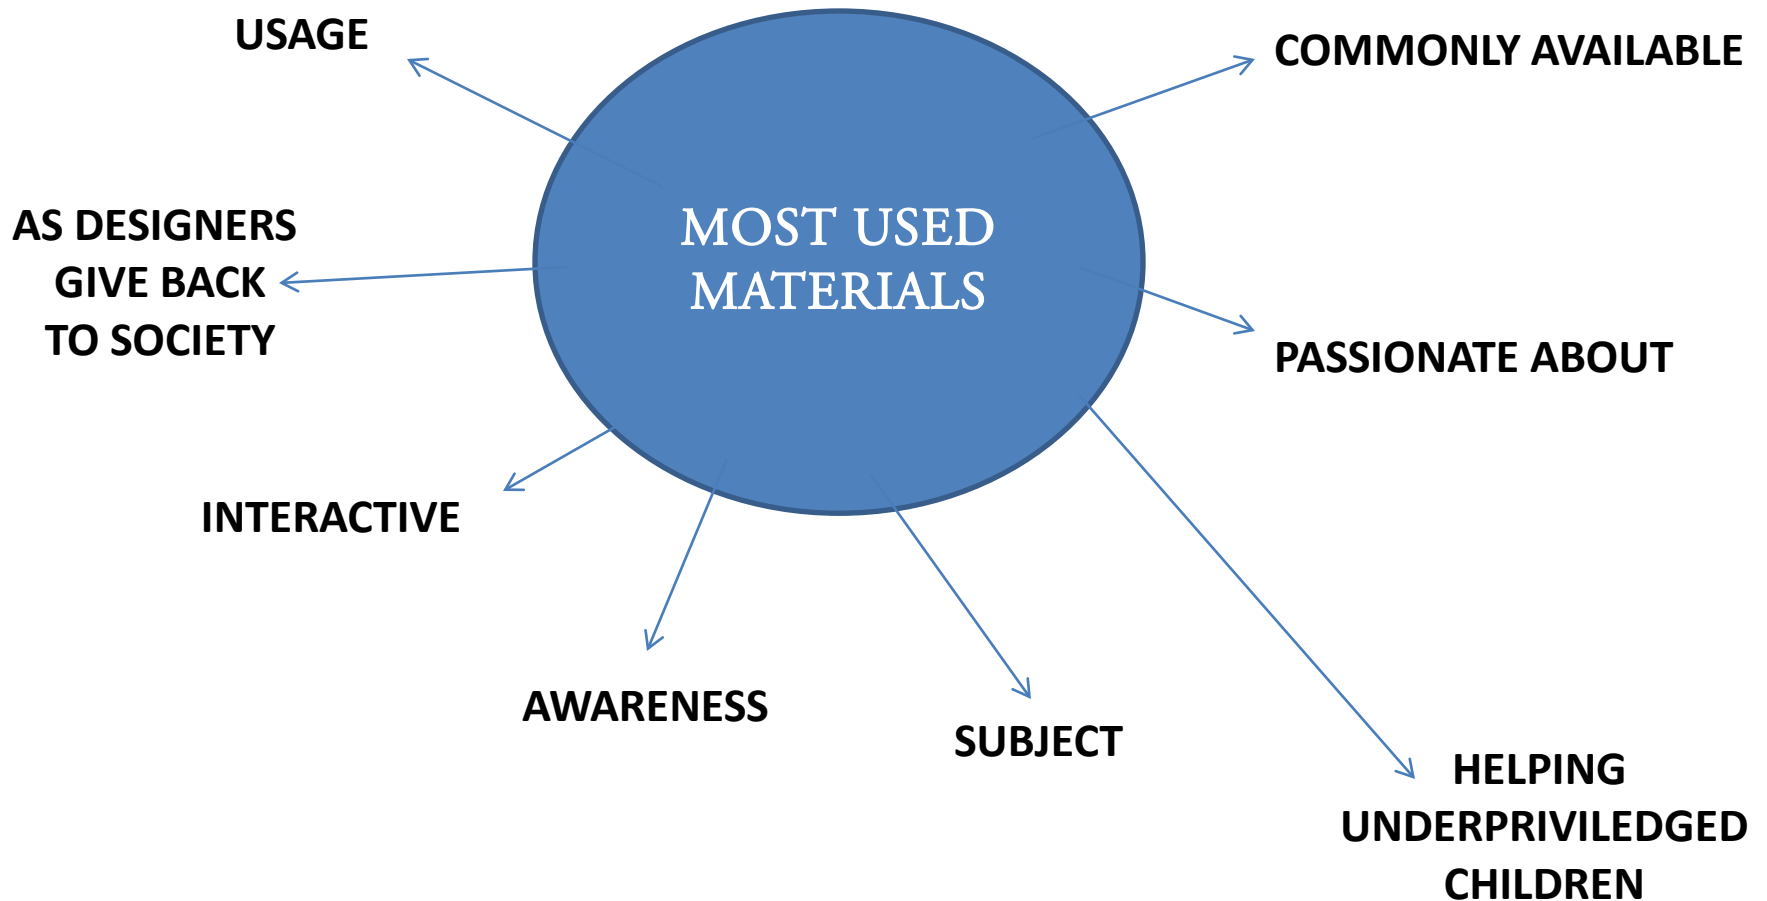 USAGE
COMMONLY AVAILABLE
MOST USED
MATERIALS
AS DESIGNERS
GIVE BACK
TO SOCIETY
PASSIONATE ABOUT
INTERACTIVE
AWARENESS
SUBJECT
HELPING
UNDERPRIVILEDGED
CHILDREN